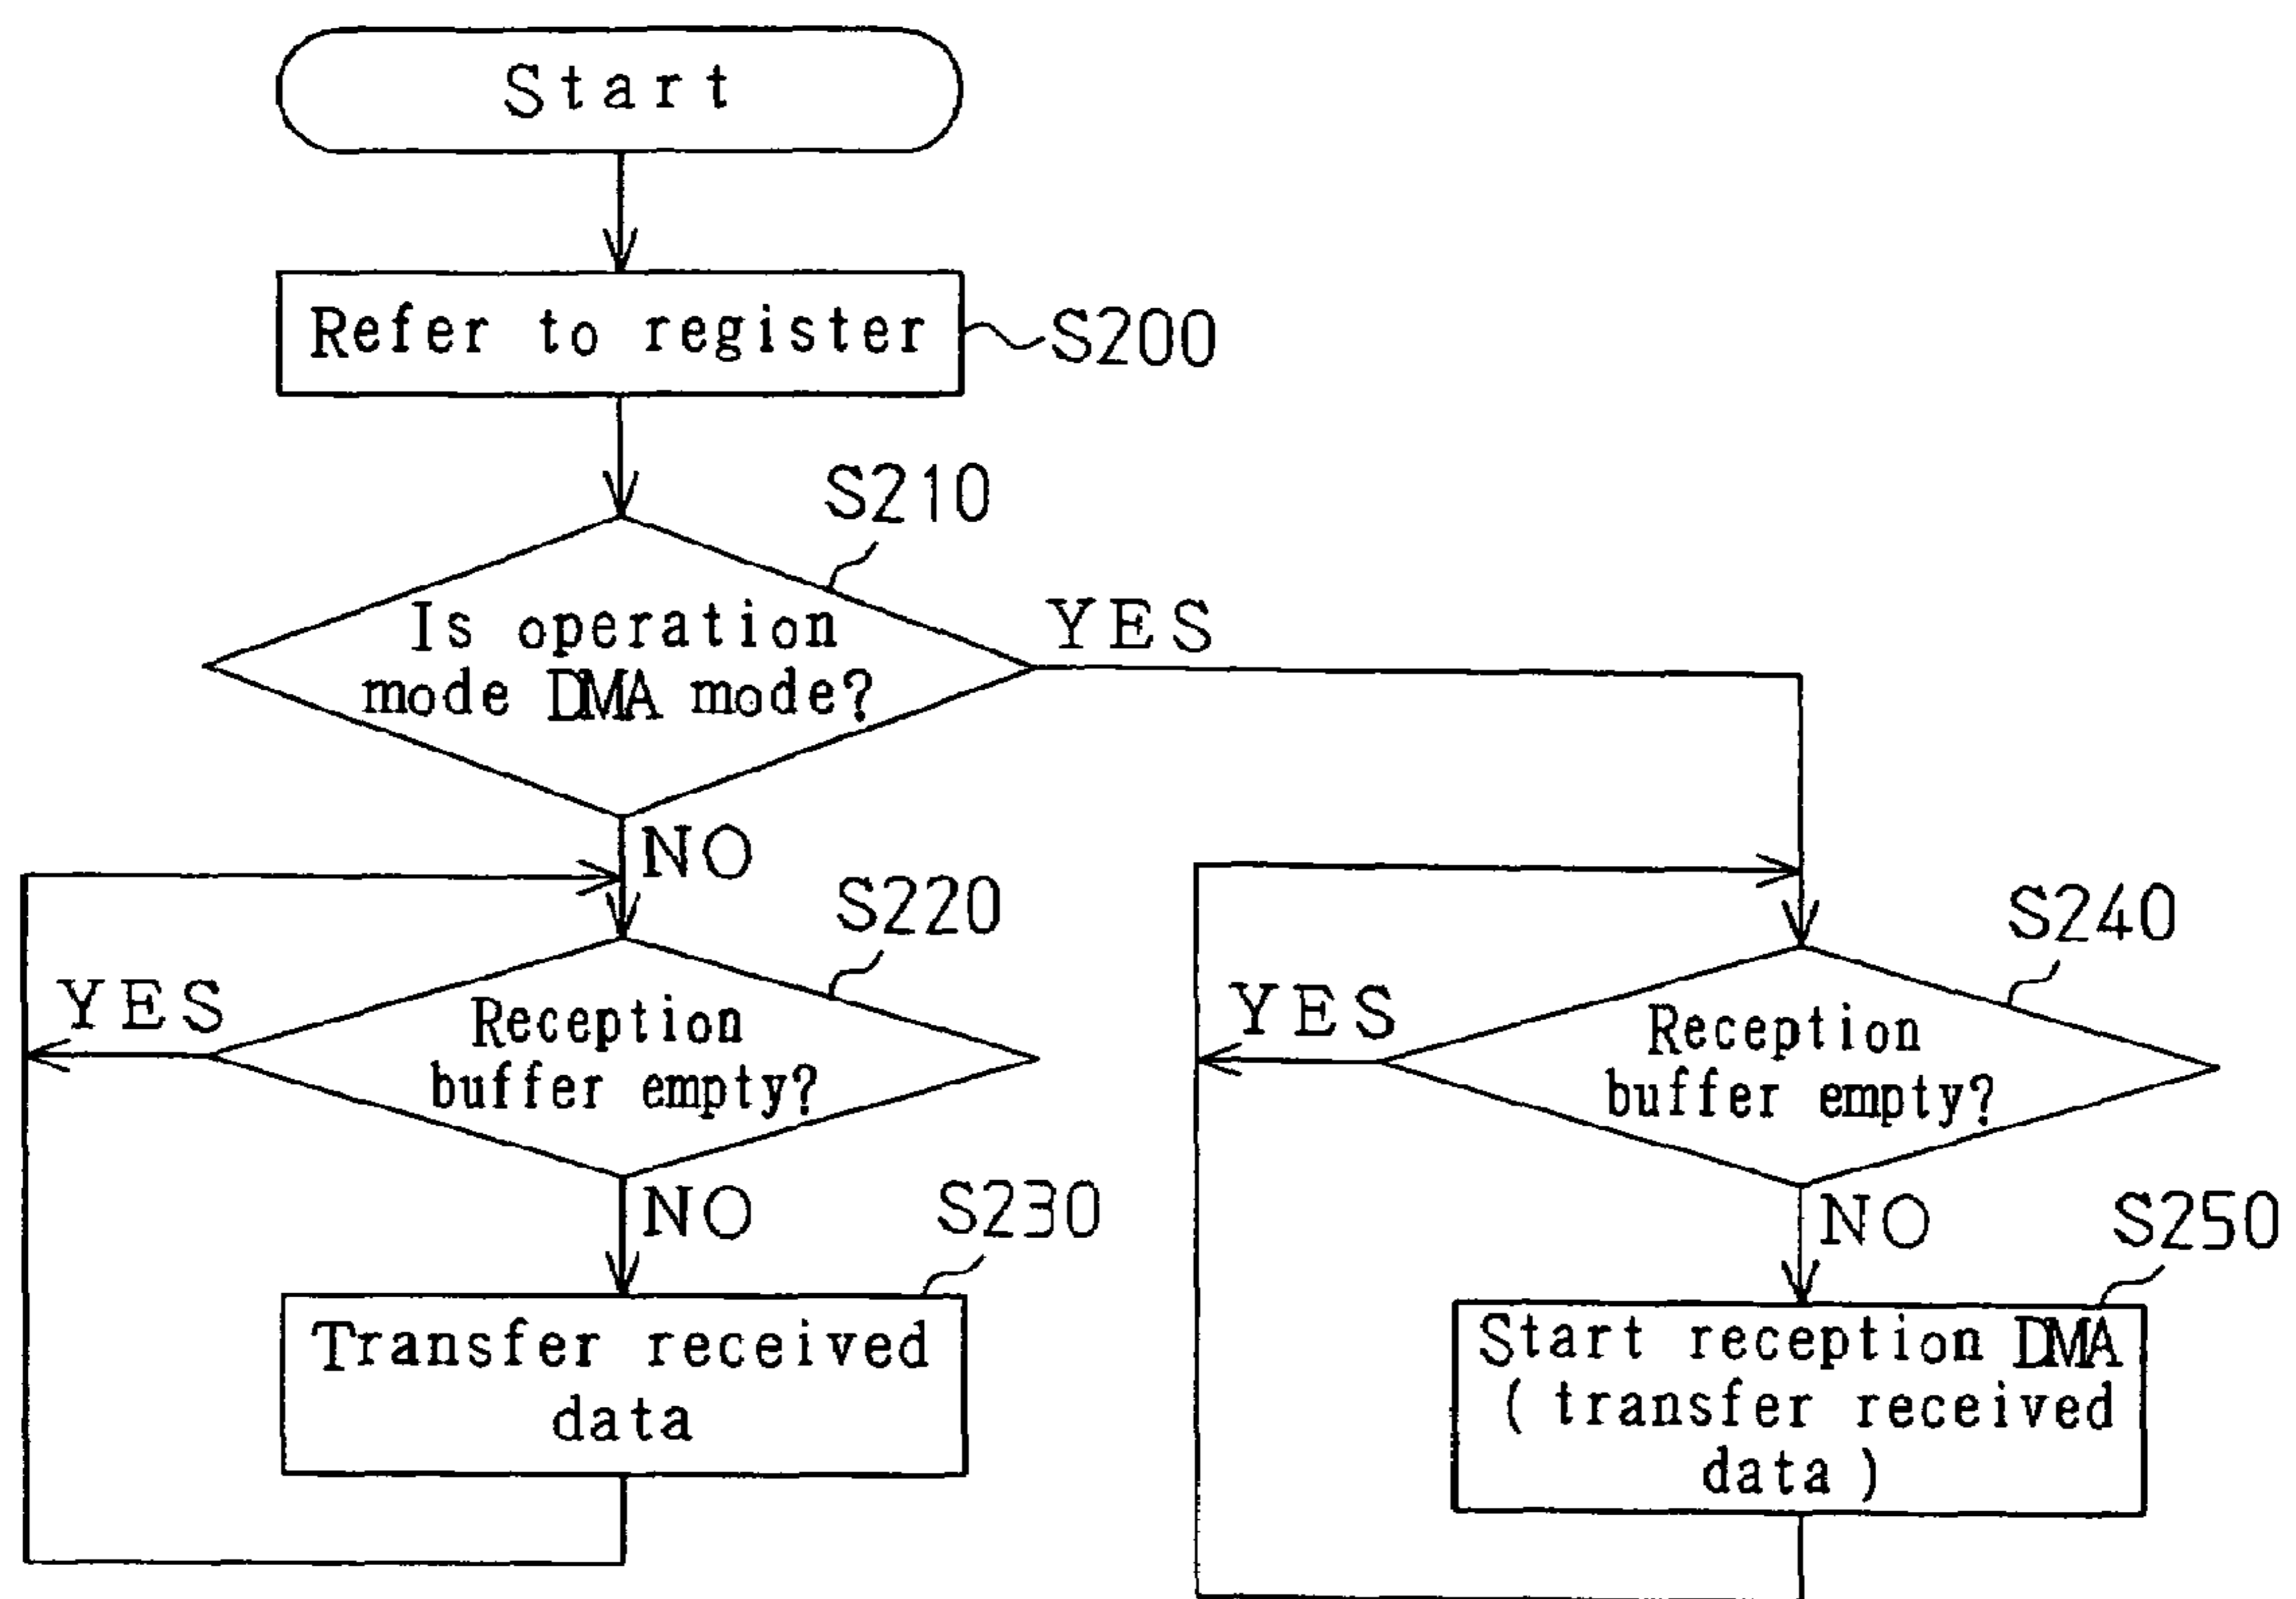 Start
Refer to register
S200
S210
Is operation
mode DMA mode?
YES
NO
S220
Reception
buffer empty?
YES
NO
S230
Transfer received
data
S240
Reception
buffer empty?
YES
NO
S250
Start reception DMA
( transfer received
data )